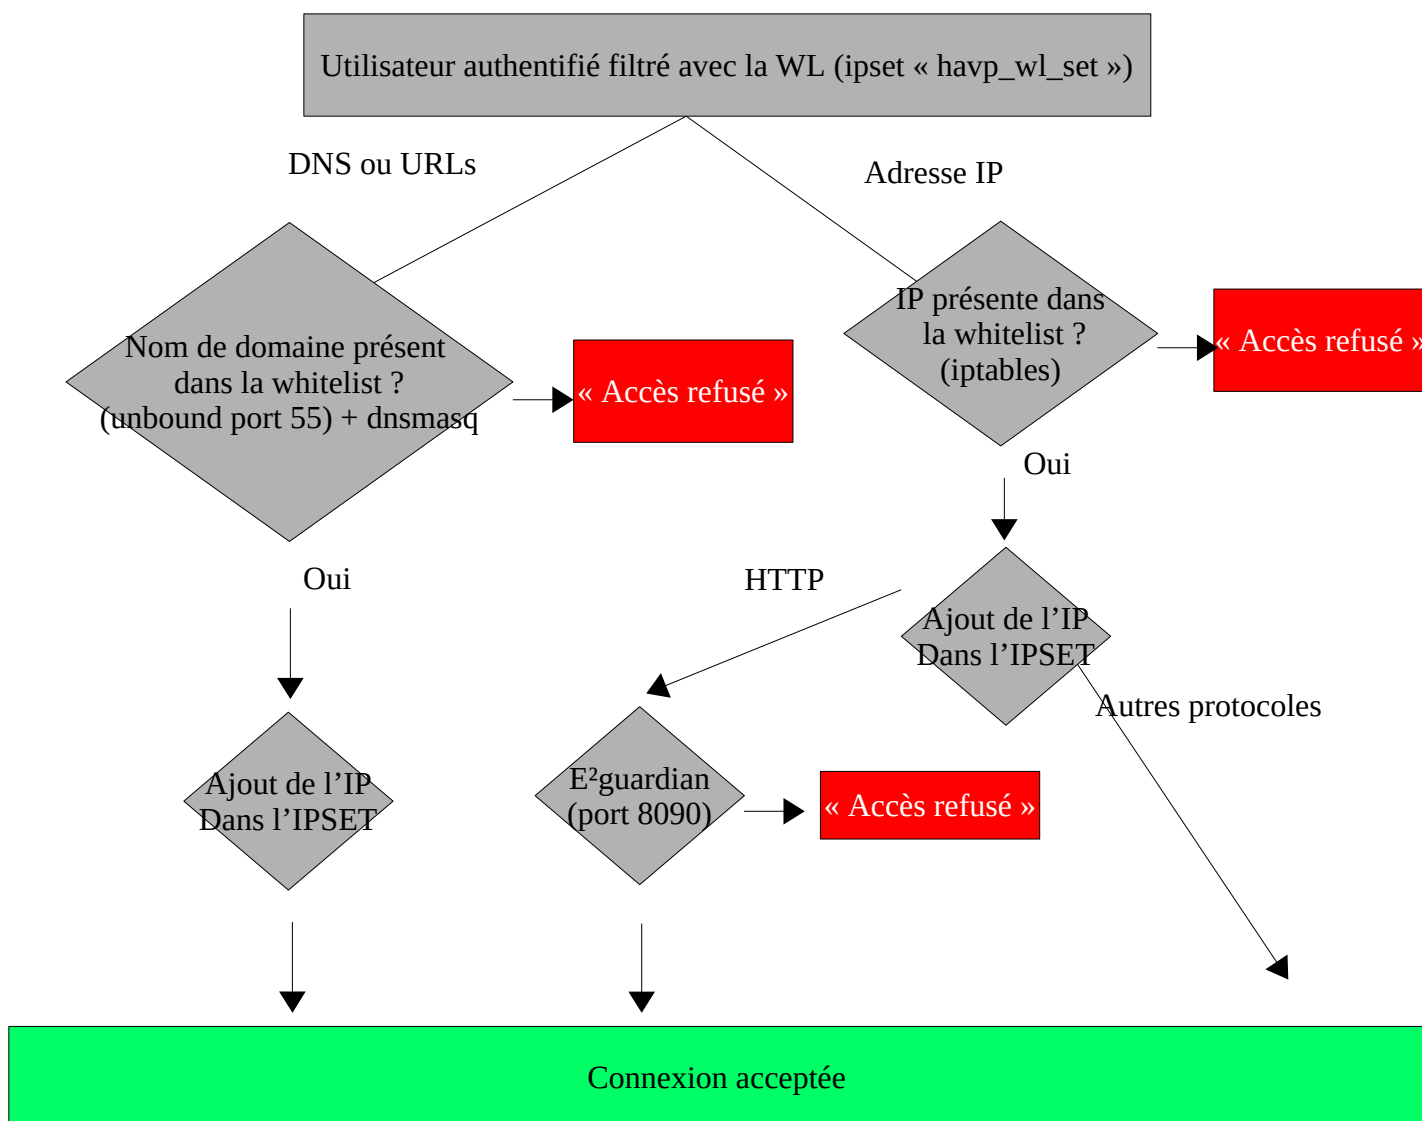 Utilisateur authentifié filtré avec la WL (ipset « havp_wl_set »)
DNS ou URLs
Adresse IP
Nom de domaine présent
dans la whitelist ?
(unbound port 55) + dnsmasq
« Accès refusé »
IP présente dans
la whitelist ?
(iptables)
« Accès refusé »
Oui
Oui
HTTP
Ajout de l’IP
Dans l’IPSET
Autres protocoles
Ajout de l’IP
Dans l’IPSET
E²guardian
(port 8090)
« Accès refusé »
Connexion acceptée